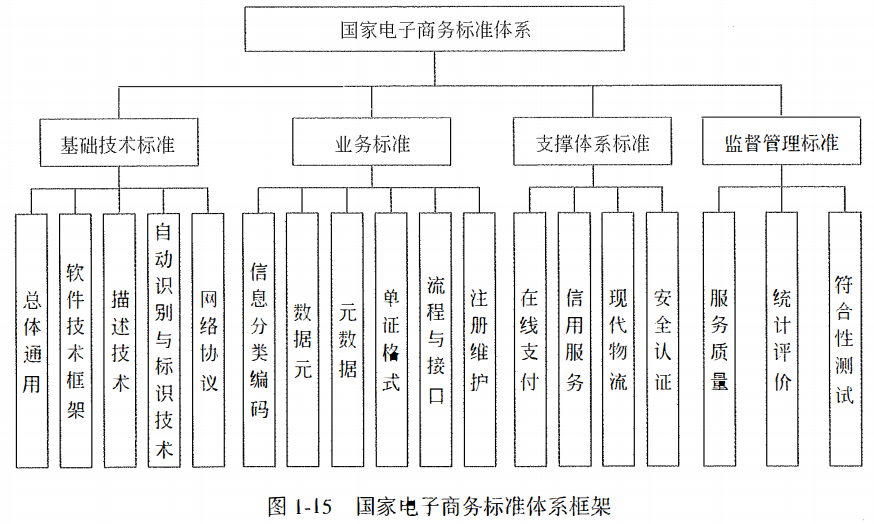 国家电子商务标准体系
基础技术标准
业务标准
支撑体系标准
监督管理标准
总体通用
软件技术框架
描述技术
自动识别与标识技术
网络协议
信息分类编码
数据元
元数据
单证格式
流程与接口
注册维护
在线支付
信用服务
现代物流
安全认证
服务质量
统计评价
符合性测试
图 1-15 国家电子商务标准体系框架